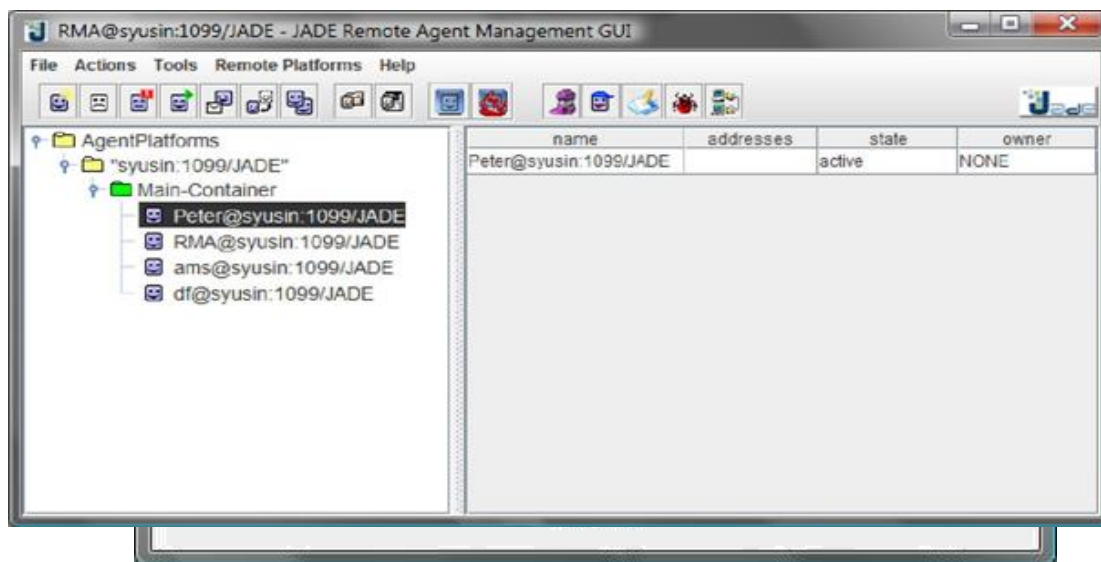 RMA@syusin:1099/JADE - JADE Remote Agent Management GUI
File Actions Tools Remote Platforms Help
Jade
AgentPlatforms
"syusin:1099/JADE"
Main-Container
Peter@syusin:1099/JADE
RMA@syusin:1099/JADE
ams@syusin:1099/JADE
df@syusin:1099/JADE
name addresses state owner
Peter@syusin:1099/JADE active NONE